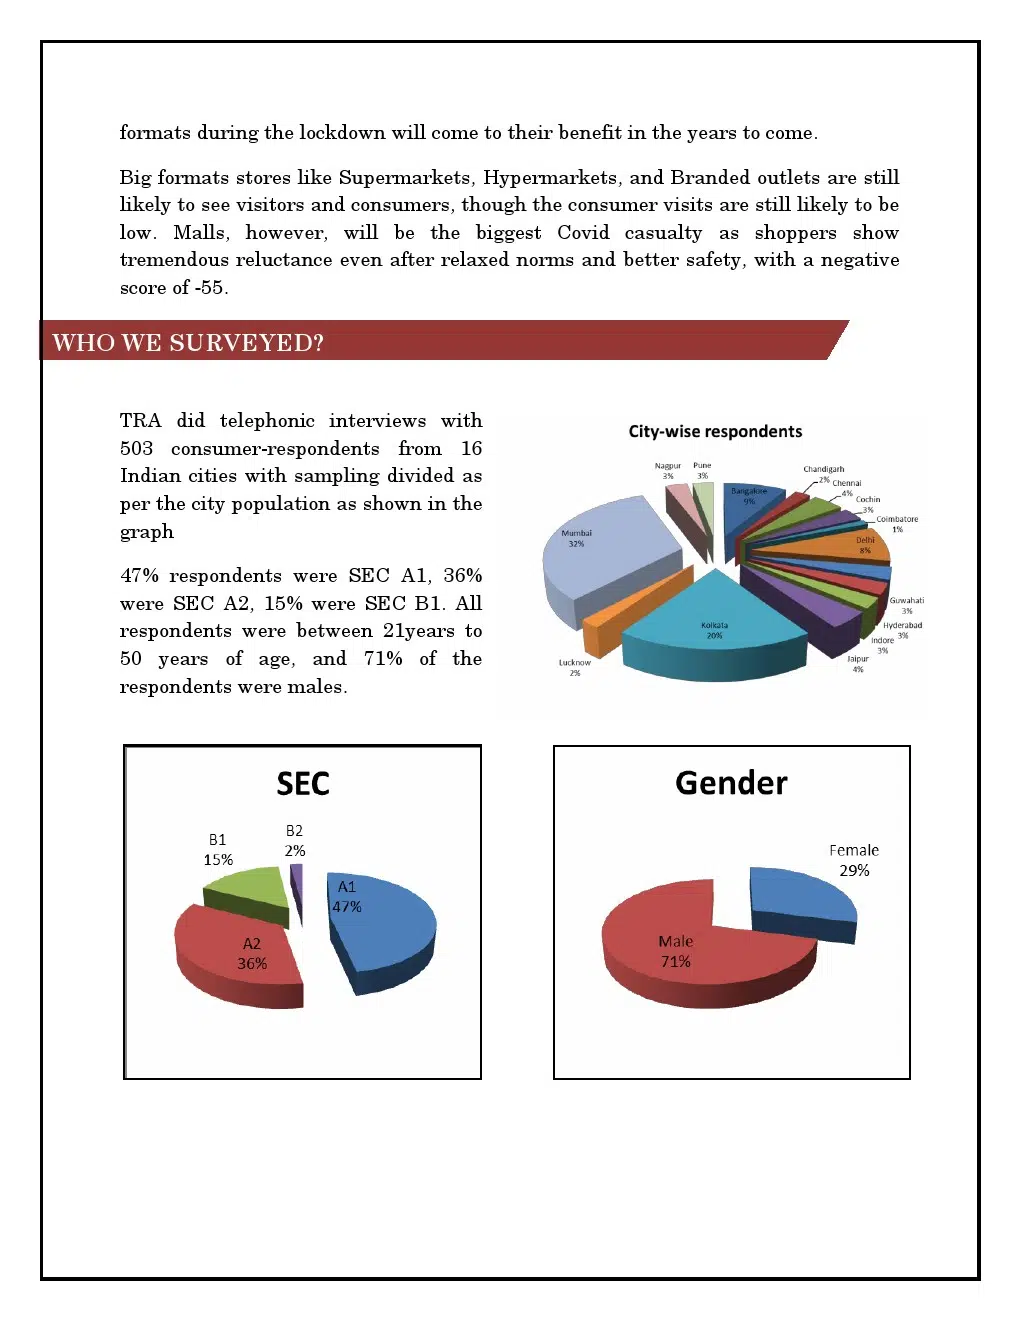 formats during the lockdown will come to their benefit in the years to come.
Big formats stores like Supermarkets, Hypermarkets, and Branded outlets are still
likely to see visitors and consumers, though the consumer visits are still likely to be
low. Malls, however, will be the biggest Covid casualty as shoppers show
tremendous reluctance even after relaxed norms and better safety, with a negative
score of -55.
WHO WE SURVEYED?
TRA did telephonic interviews with
503 consumer-respondents from 16
Indian cities with sampling divided as
per the city population as shown in the
graph
47% respondents were SEC A1, 36%
were SEC A2, 15% were SEC B1. All
respondents were between 21years to
50 years of age, and 71% of the
respondents were males.
City-wise respondents
Nagpur
3%
Pune
3%
Bangalore
9%
Chandigarh
2%
Chennai
4%
Cochin
3%
Coimbatore
1%
Delhi
8%
Guwahati
3%
Hyderabad
3%
Indore
3%
Jaipur
4%
Kolkata
20%
Lucknow
2%
Mumbai
32%
SEC
B1
15%
B2
2%
A1
47%
A2
36%
Gender
Female
29%
Male
71%